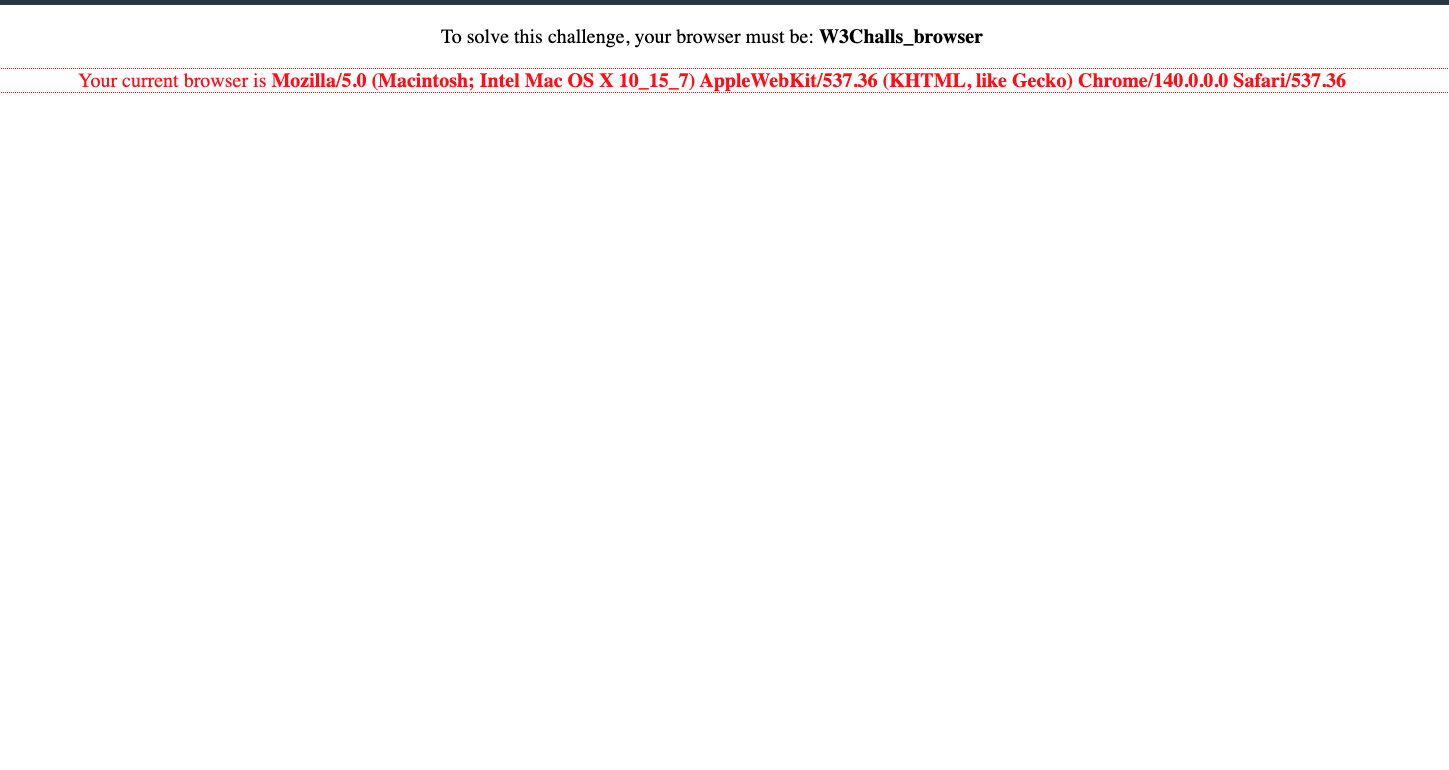 To solve this challenge, your browser must be: W3Challs_browser
Your current browser is Mozilla/5.0 (Macintosh; Intel Mac OS X 10_15_7) AppleWebKit/537.36 (KHTML, like Gecko) Chrome/140.0.0.0 Safari/537.36